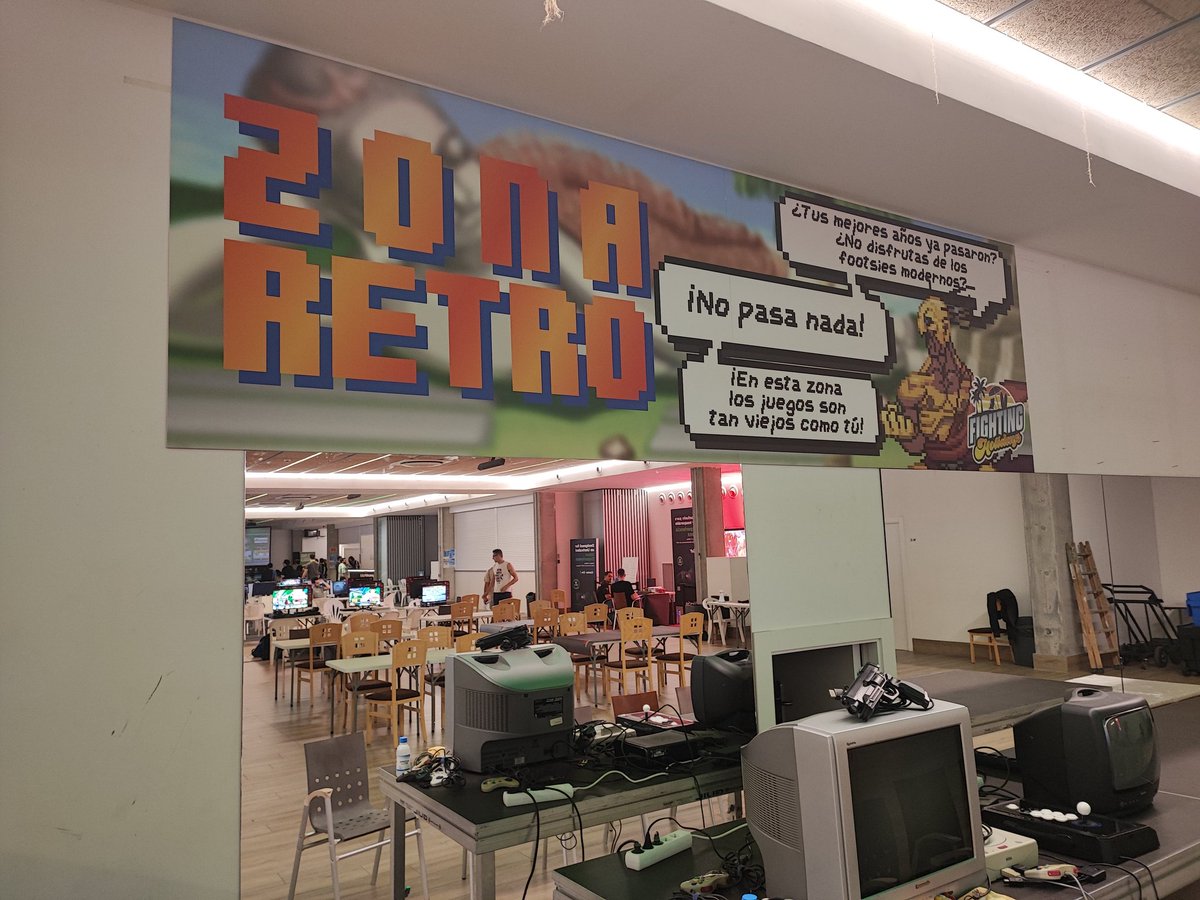 ZONA
RETRO
¿Tus mejores años ya pasaron?
¿No disfrutas de los
footsies modernos?
¡No pasa nada!
¡En esta zona
los juegos son
tan viejos como tú!
FIGHTING